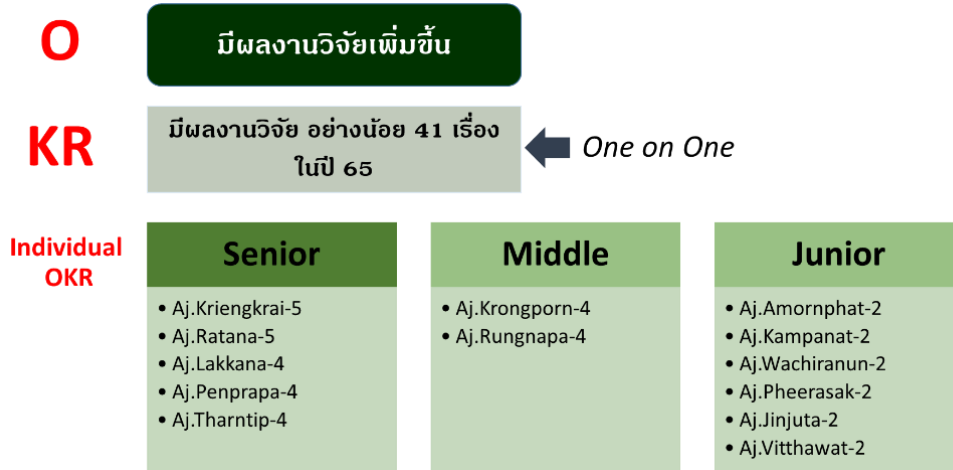 O
มีผลงานวิจัยเพิ่มขึ้น
KR
มีผลงานวิจัย อย่างน้อย 41 เรื่อง
ในปี 65
One on One
Individual
OKR
Senior
• Aj.Kriengkrai-5
• Aj.Ratana-5
• Aj.Lakkana-4
• Aj.Penprapa-4
• Aj.Tharntip-4
Middle
• Aj.Krongporn-4
• Aj.Rungnapa-4
Junior
• Aj.Amornphat-2
• Aj.Kampanat-2
• Aj.Wachiranun-2
• Aj.Pheerasak-2
• Aj.Jinjuta-2
• Aj.Vitthawat-2